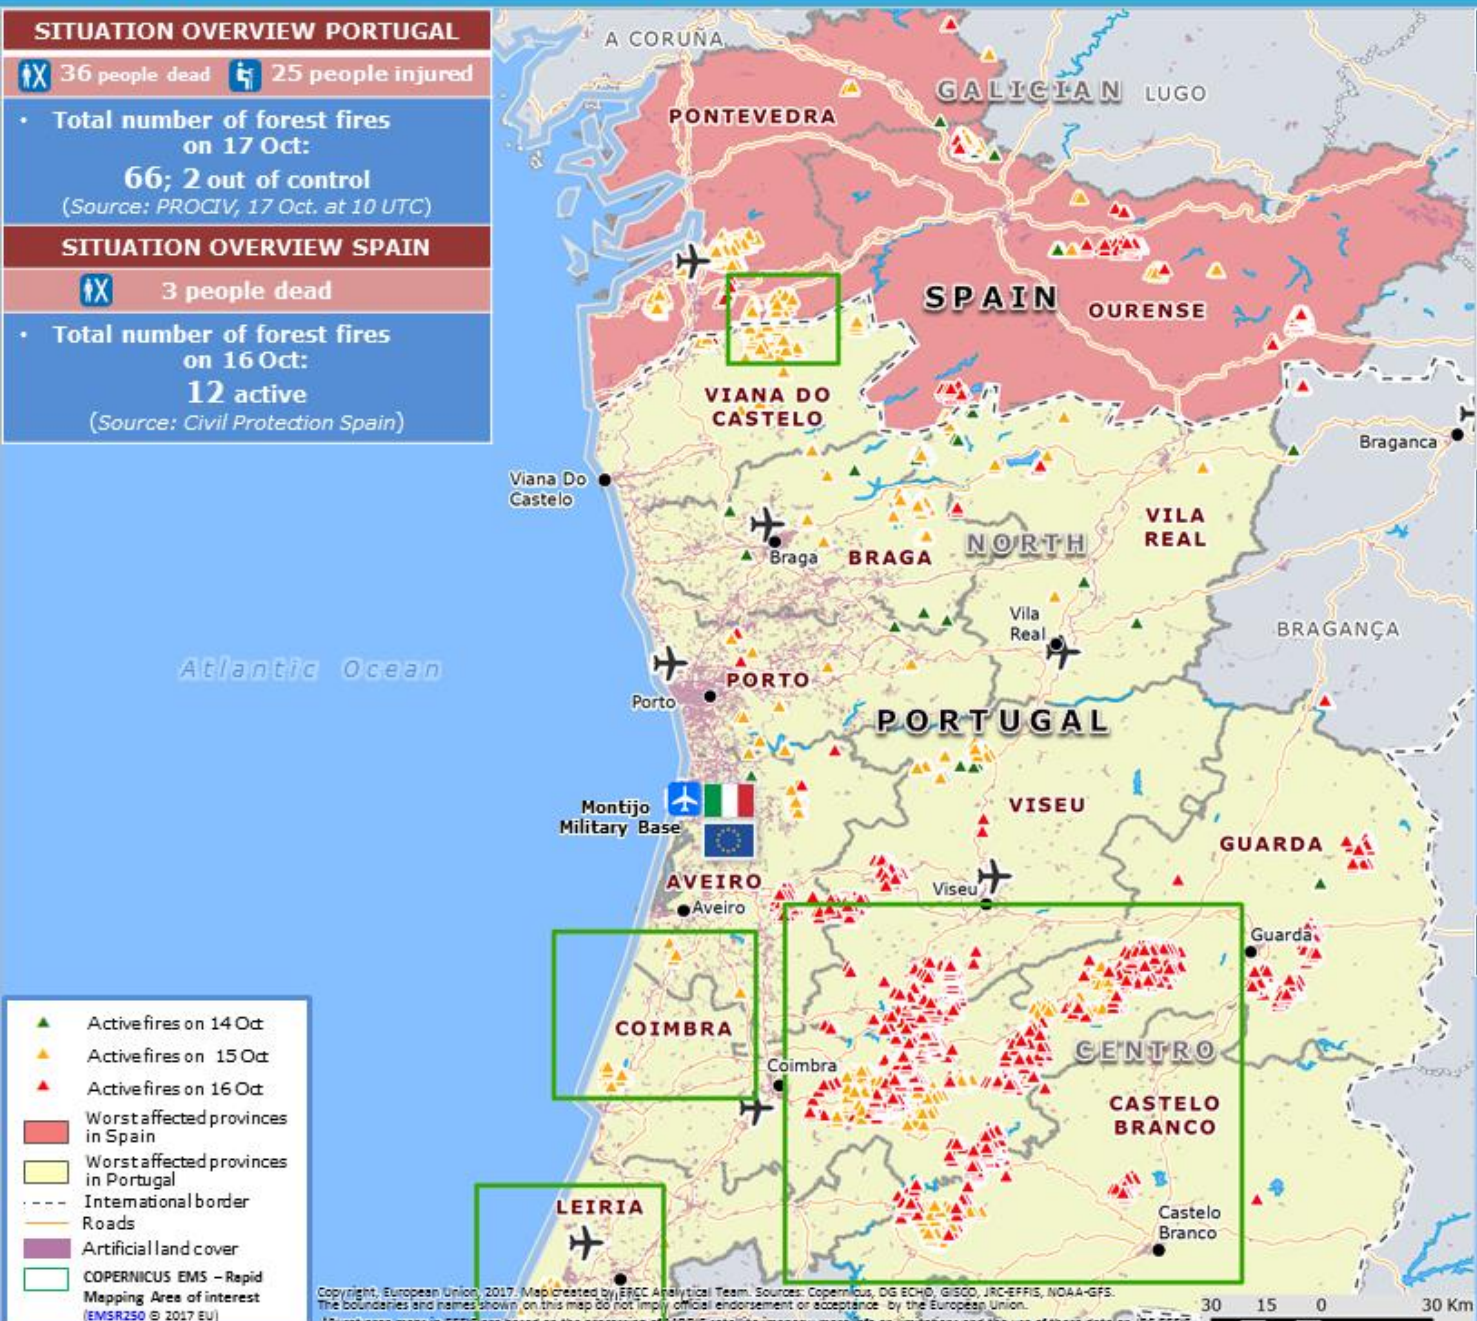 SITUATION OVERVIEW PORTUGAL
36 people dead 25 people injured
• Total number of forest fires
on 17 Oct:
66; 2 out of control
(Source: PROCIV, 17 Oct. at 10 UTC)
SITUATION OVERVIEW SPAIN
3 people dead
• Total number of forest fires
on 16 Oct:
12 active
(Source: Civil Protection Spain)
A CORUÑA
GALICIAN
LUGO
PONTEVEDRA
SPAIN
OURENSE
VIANA DO
CASTELO
Braganca
Viana Do
Castelo
VILA
REAL
NORTH
Braga
BRAGA
Vila
Real
BRAGANÇA
Atlantic Ocean
PORTO
Porto
PORTUGAL
Montijo
Military Base
VISEU
GUARDA
AVEIRO
Viseu
Aveiro
Guarda
COIMBRA
CENTRO
Coimbra
CASTELO
BRANCO
LEIRIA
Castelo
Branco
Active fires on 14 Oct
Active fires on 15 Oct
Active fires on 16 Oct
Worst affected provinces
in Spain
Worst affected provinces
in Portugal
International border
Roads
Artificial land cover
COPERNICUS EMS – Rapid
Mapping Area of interest
(EMSR250 © 2017 EU)
Copyright, European Union, 2017. Map created by ERCC Analytical Team. Sources: Copernicus, DG ECHO, GISCO, JRC-EFFIS, NOAA-GFS.
The boundaries and names shown on this map do not imply official endorsement or acceptance by the European Union.
30 15 0 30 Km